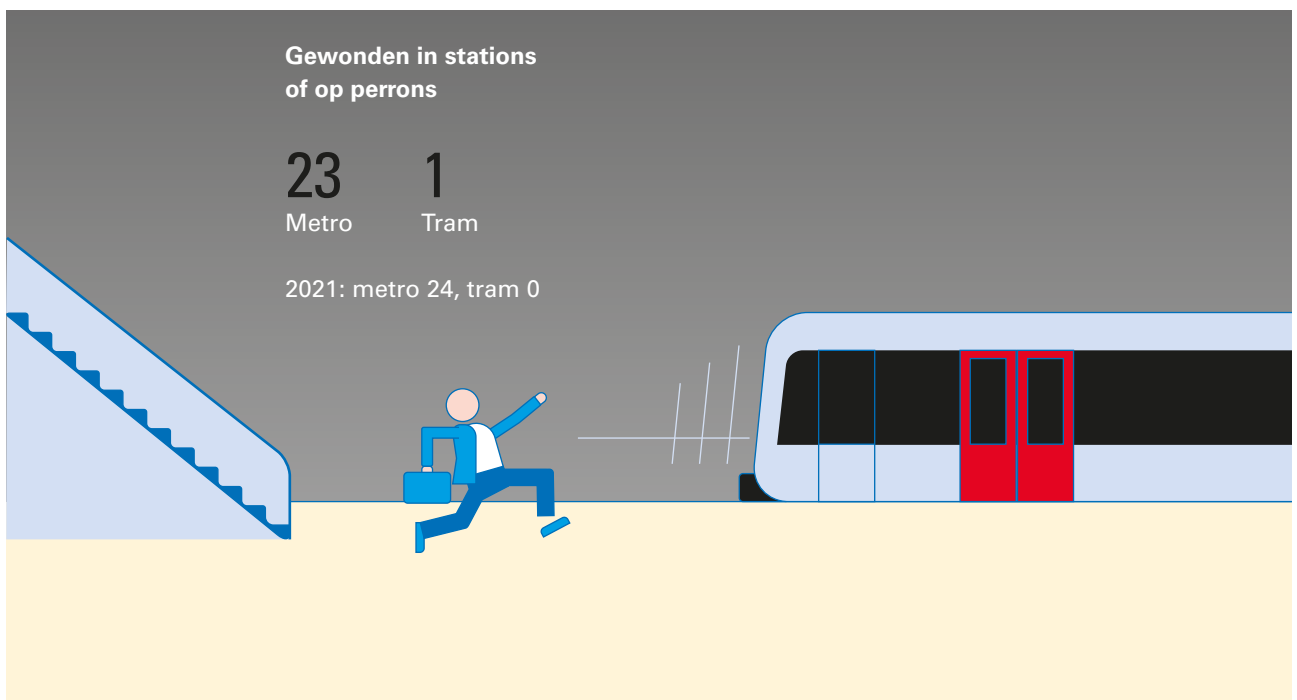 Gewonden in stations
of op perrons
23 1
Metro Tram
2021: metro 24, tram 0